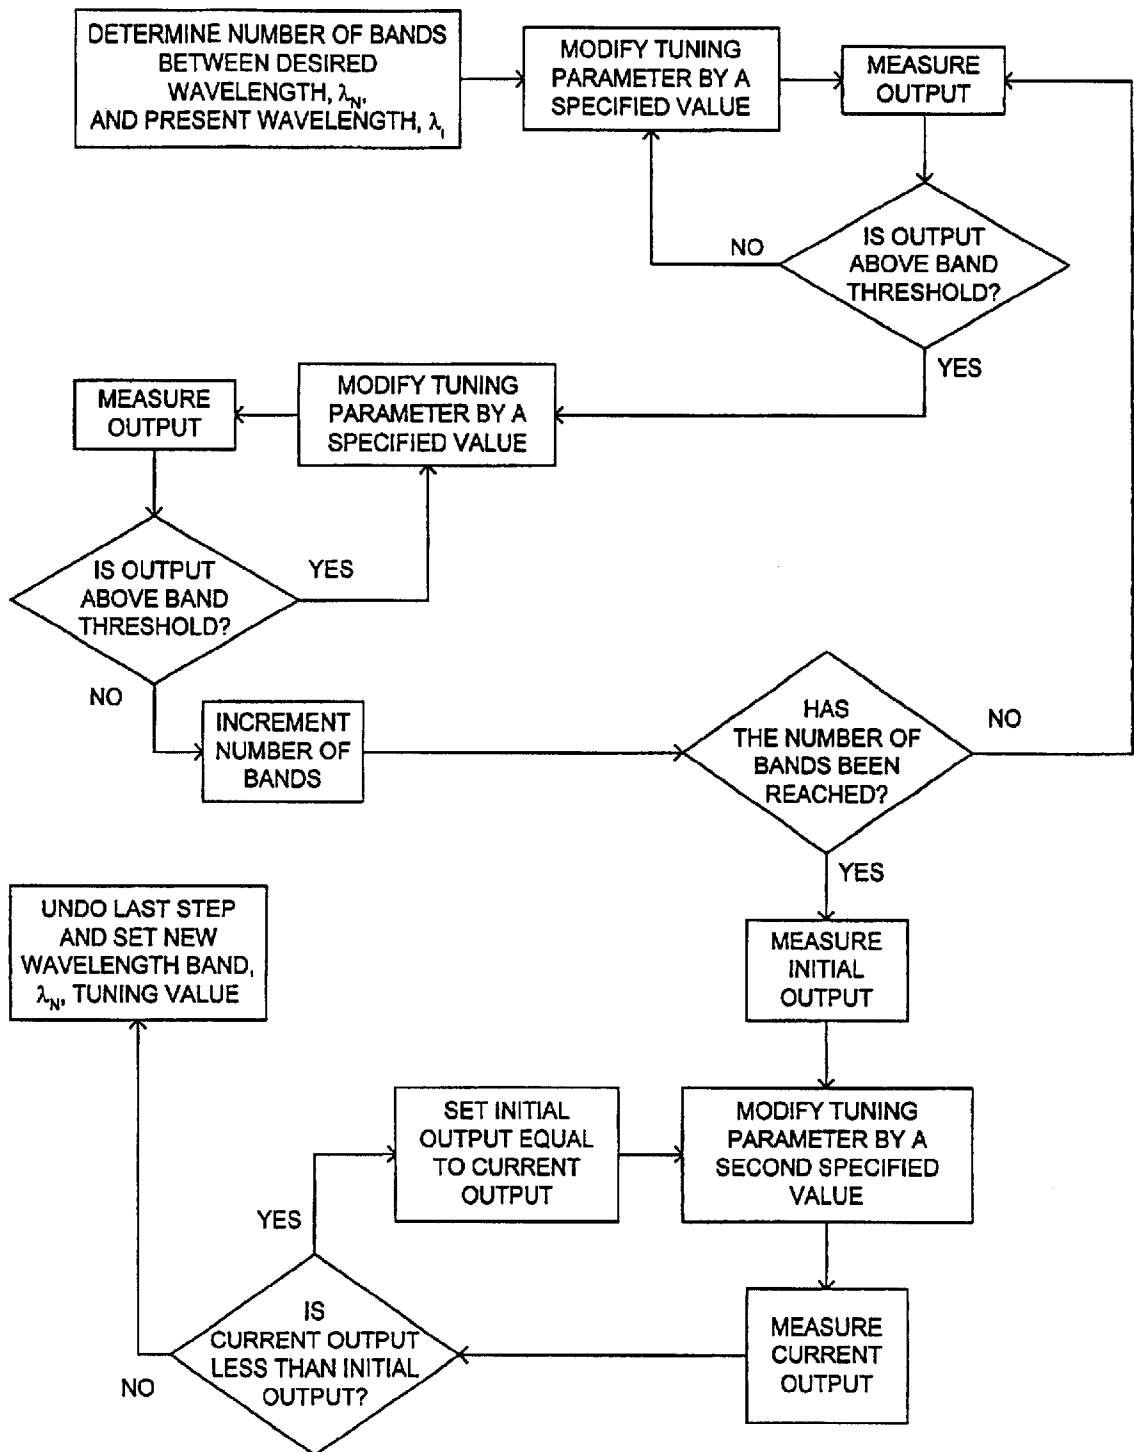 DETERMINE NUMBER OF BANDS
BETWEEN DESIRED
WAVELENGTH, λN,
AND PRESENT WAVELENGTH, λI
MODIFY TUNING
PARAMETER BY A
SPECIFIED VALUE
MEASURE
OUTPUT
IS OUTPUT
ABOVE BAND
THRESHOLD?
NO
YES
MODIFY TUNING
PARAMETER BY A
SPECIFIED VALUE
MEASURE
OUTPUT
IS OUTPUT
ABOVE BAND
THRESHOLD?
YES
NO
INCREMENT
NUMBER OF
BANDS
HAS
THE NUMBER OF
BANDS BEEN
REACHED?
NO
YES
MEASURE
INITIAL
OUTPUT
MODIFY TUNING
PARAMETER BY A
SECOND SPECIFIED
VALUE
MEASURE
CURRENT
OUTPUT
IS
CURRENT OUTPUT
LESS THAN INITIAL
OUTPUT?
YES
SET INITIAL
OUTPUT EQUAL
TO CURRENT
OUTPUT
NO
UNDO LAST STEP
AND SET NEW
WAVELENGTH BAND,
λN, TUNING VALUE